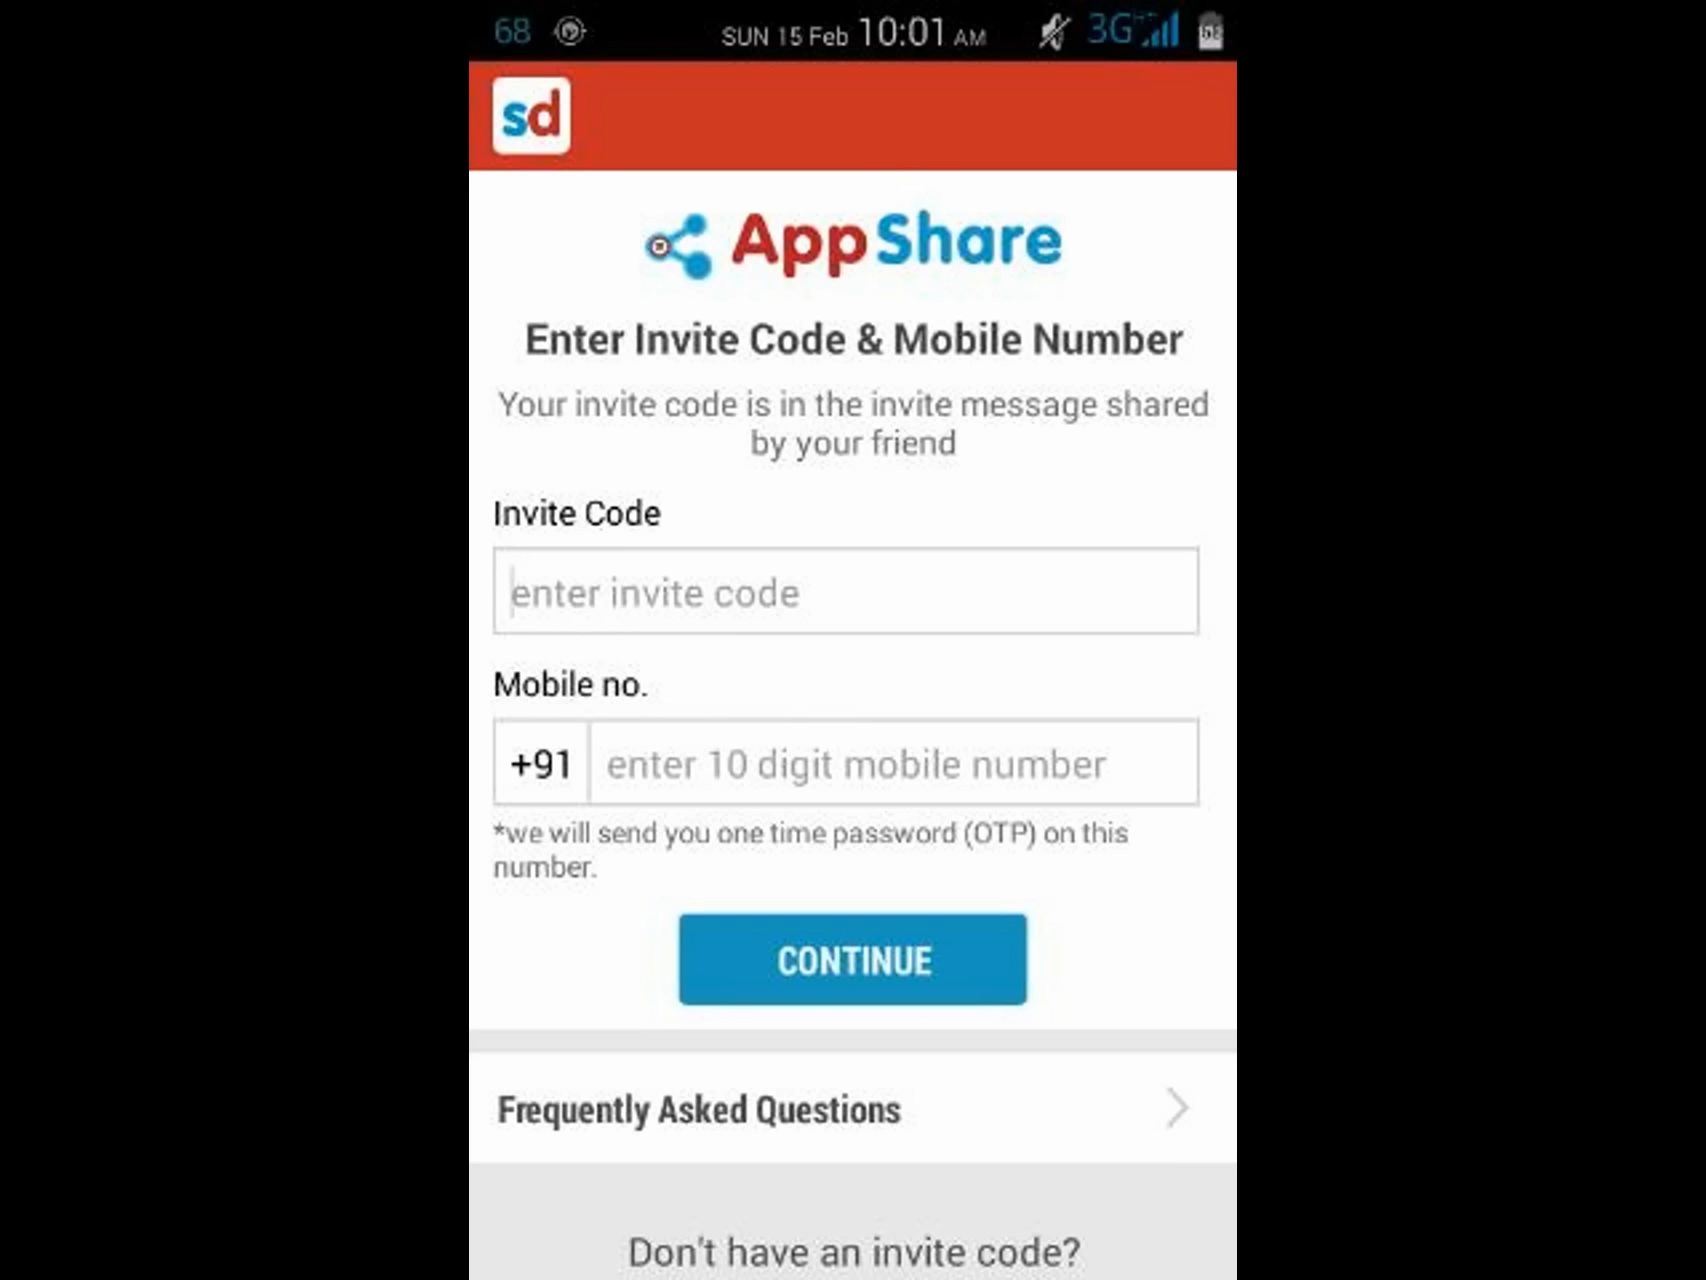 68 SUN 15 Feb 10:01 AM 3G
sd
AppShare
Enter Invite Code & Mobile Number
Your invite code is in the invite message shared
by your friend
Invite Code
enter invite code
Mobile no.
+91 enter 10 digit mobile number
*we will send you one time password (OTP) on this
number.
CONTINUE
Frequently Asked Questions
Don't have an invite code?